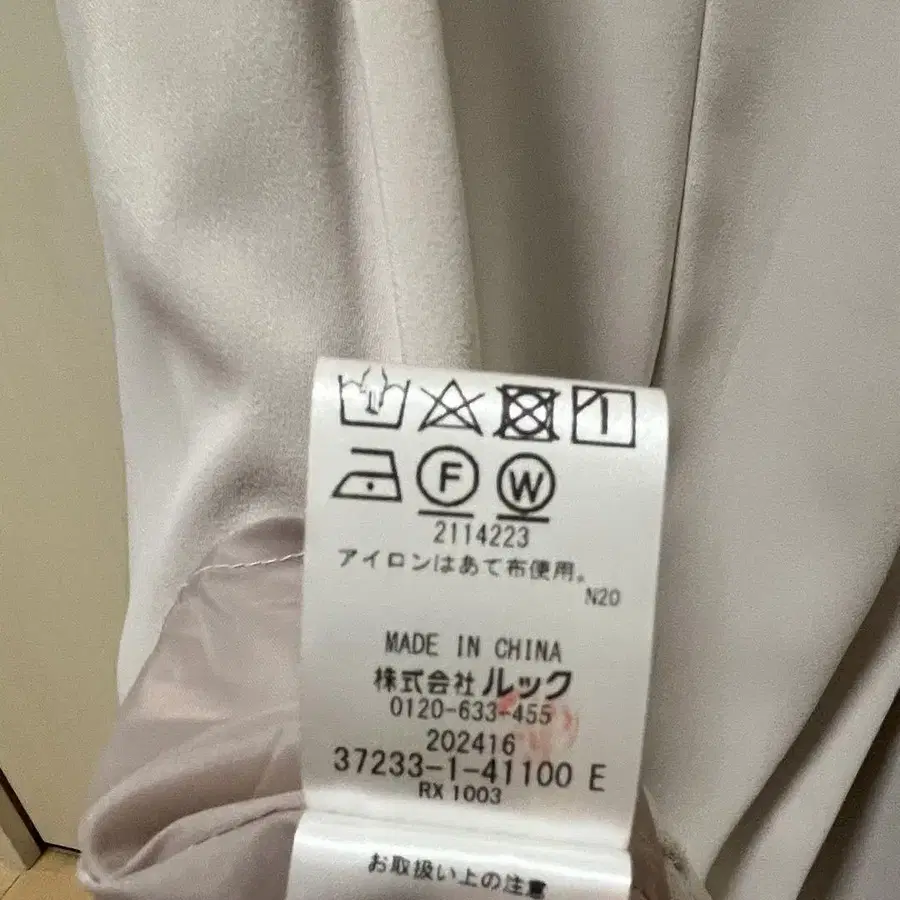 F W
2114223
アイロンはあて布使用。
N20
MADE IN CHINA
株式会社 ルック
0120-633-455
202416
37233-1-41100 E
RX 1003
お取扱い上の注意